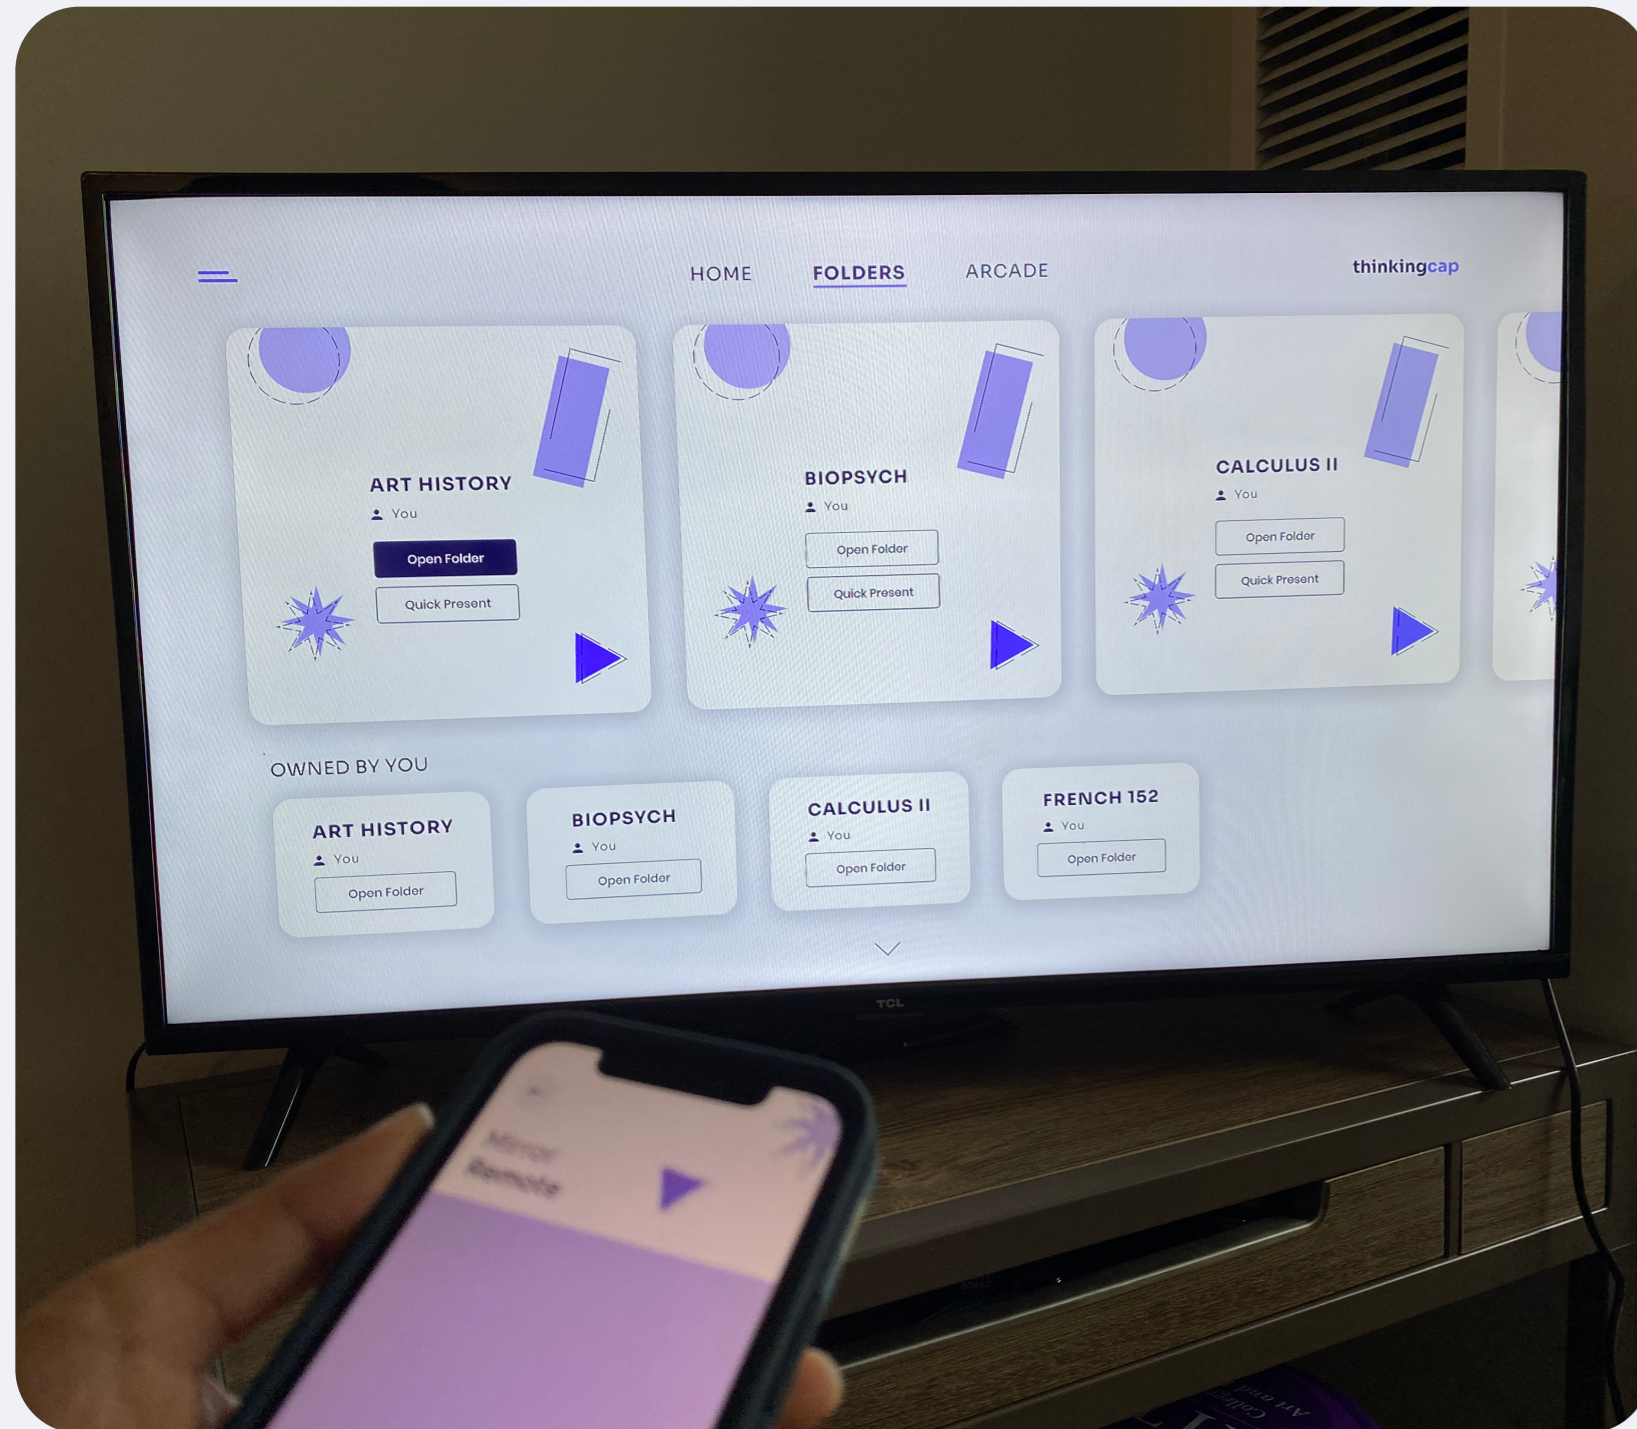 HOME FOLDERS ARCADE thinkingcap
ART HISTORY
You
Open Folder
Quick Present
BIOPSYCH
You
Open Folder
Quick Present
CALCULUS II
You
Open Folder
Quick Present
OWNED BY YOU
ART HISTORY
You
Open Folder
BIOPSYCH
You
Open Folder
CALCULUS II
You
Open Folder
FRENCH 152
You
Open Folder
TCL
Mirror
Remote
Art and